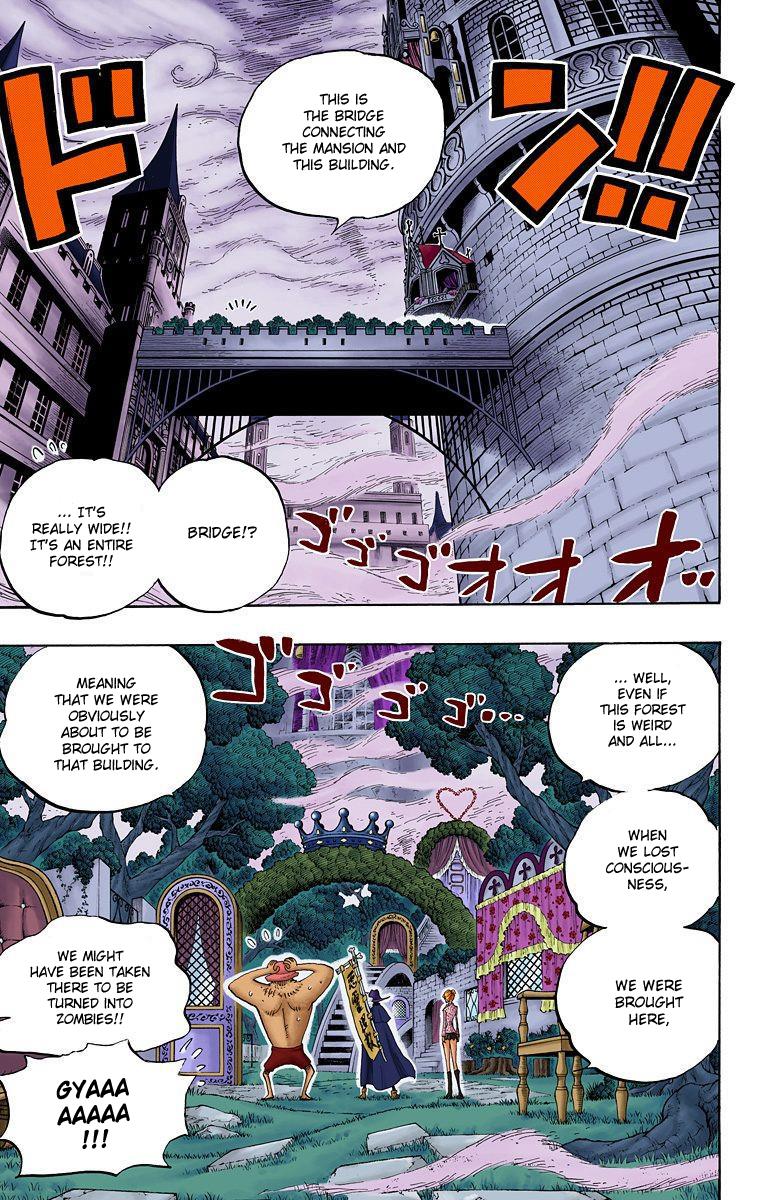 ドン!!
THIS IS
THE BRIDGE
CONNECTING
THE MANSION AND
THIS BUILDING.
BRIDGE!?
... IT'S
REALLY WIDE!!
IT'S AN ENTIRE
FOREST!!
ゴゴゴゴオオオオ"
... WELL,
EVEN IF
THIS FOREST
IS WEIRD
AND ALL...
WHEN
WE LOST
CONSCIOUS-
NESS,
WE WERE
BROUGHT
HERE,
ゴゴゴゴ...
MEANING
THAT WE WERE
OBVIOUSLY
ABOUT TO BE
BROUGHT TO
THAT BUILDING.
WE MIGHT
HAVE BEEN TAKEN
THERE TO BE
TURNED INTO
ZOMBIES!!
GYAAA
AAAAA
!!!